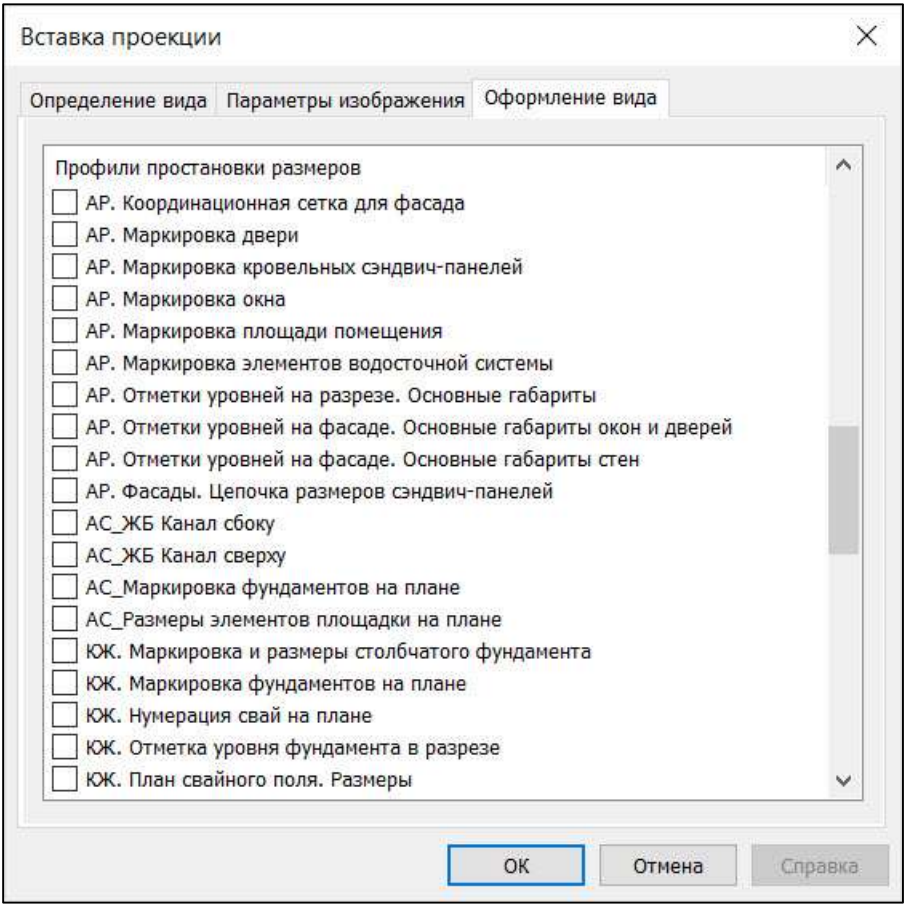 Вставка проекции
Определение вида Параметры изображения Оформление вида
Профили простановки размеров
АР. Координационная сетка для фасада
АР. Маркировка двери
АР. Маркировка кровельных сэндвич-панелей
АР. Маркировка окна
АР. Маркировка площади помещения
АР. Маркировка элементов водосточной системы
АР. Отметки уровней на разрезе. Основные габариты
АР. Отметки уровней на фасаде. Основные габариты окон и дверей
АР. Отметки уровней на фасаде. Основные габариты стен
АР. Фасады. Цепочка размеров сэндвич-панелей
АС_ЖБ Канал сбоку
АС_ЖБ Канал сверху
АС_Маркировка фундаментов на плане
АС_Размеры элементов площадки на плане
КЖ. Маркировка и размеры столбчатого фундамента
КЖ. Маркировка фундаментов на плане
КЖ. Нумерация свай на плане
КЖ. Отметка уровня фундамента в разрезе
КЖ. План свайного поля. Размеры
ОК Отмена Справка